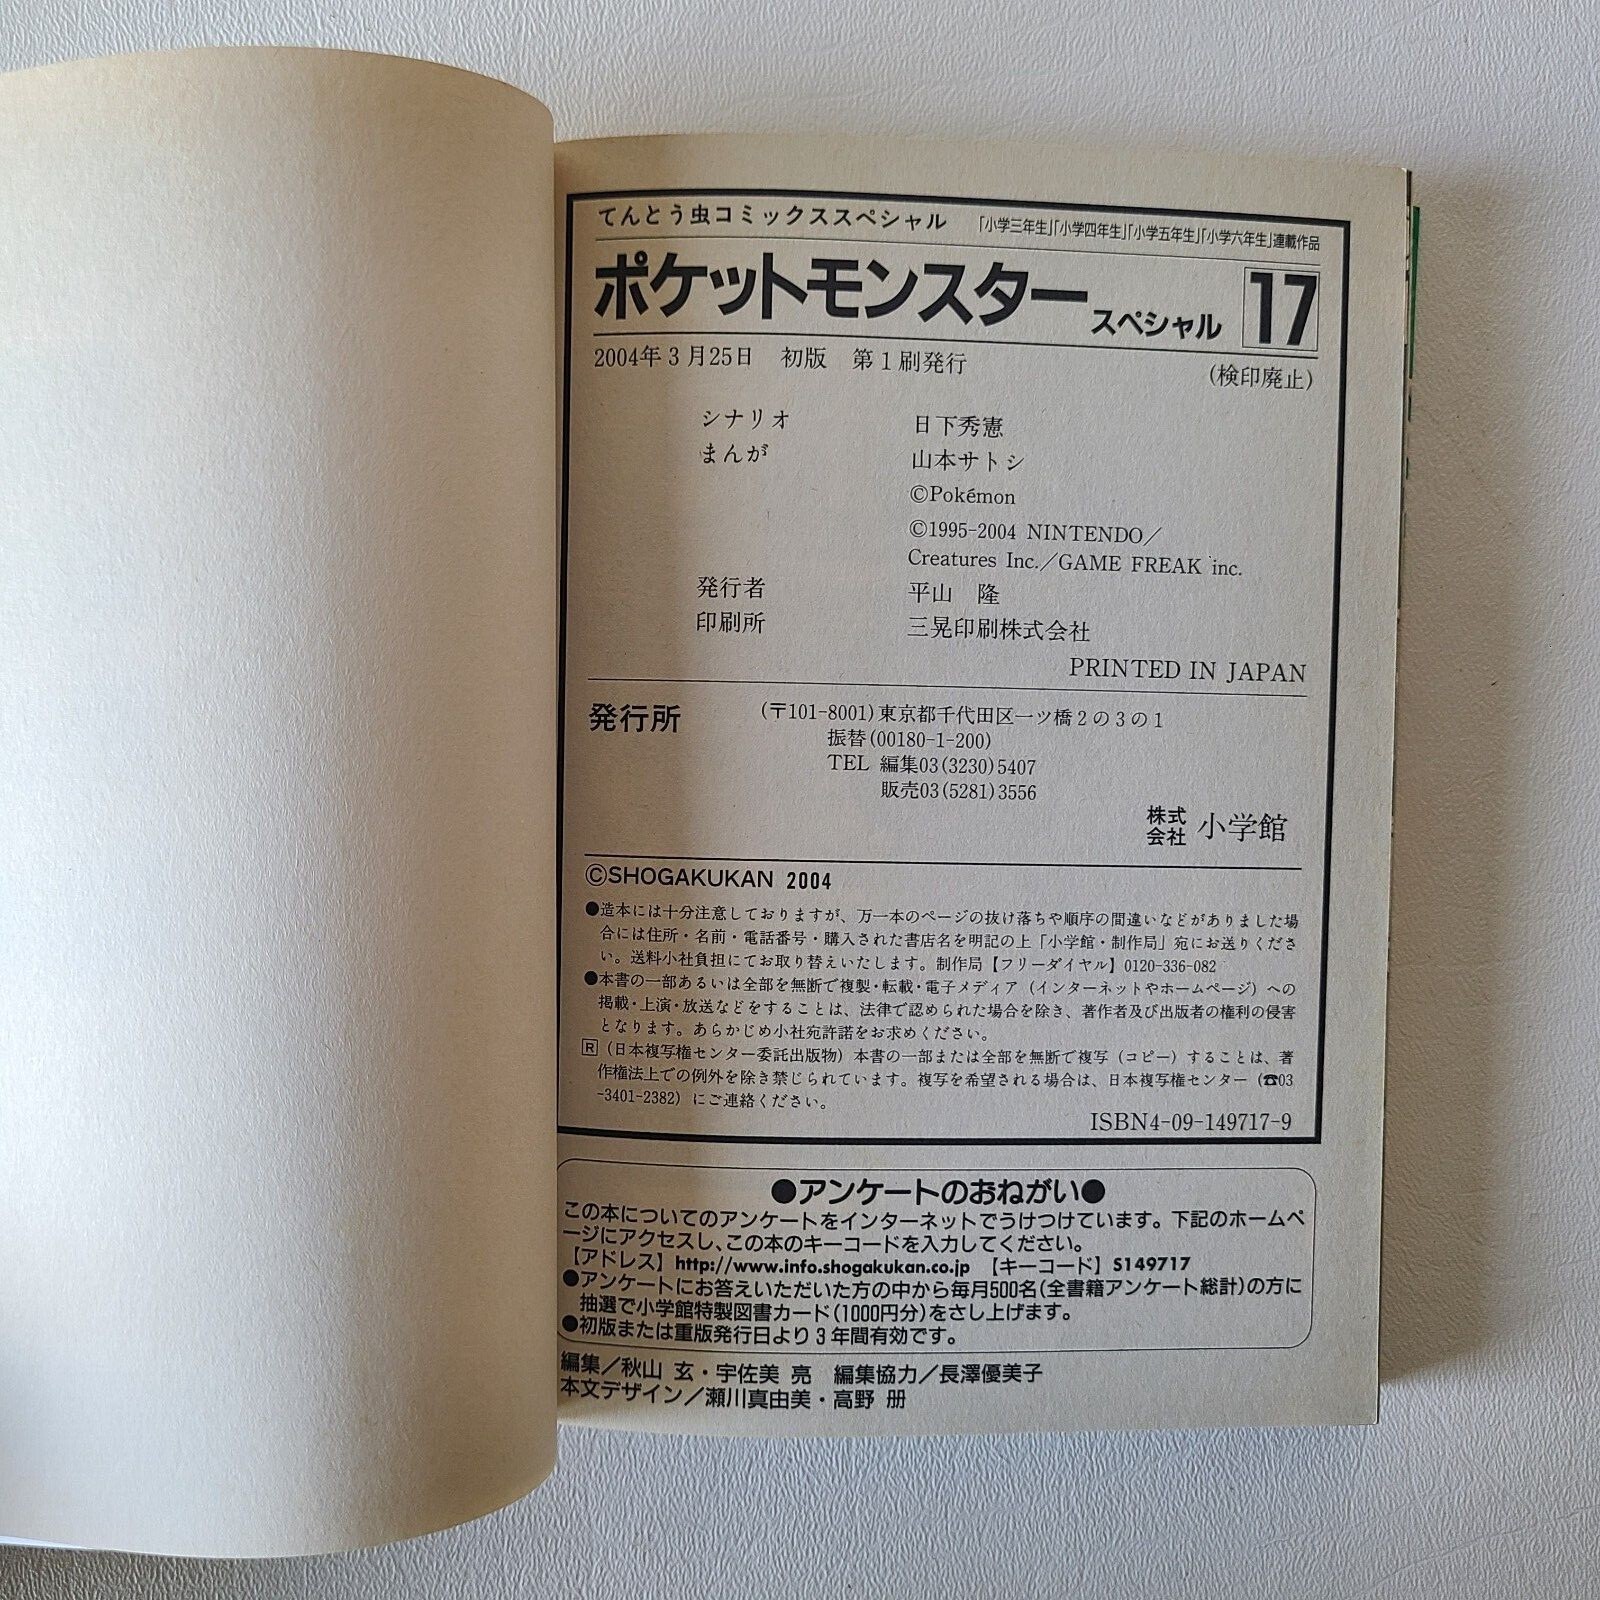 てんとう虫コミックススペシャル 「小学三年生」「小学四年生」「小学五年生」「小学六年生」連載作品
ポケットモンスター スペシャル 17
2004年3月25日 初版 第1刷発行 (検印廃止)
シナリオ 日下秀憲
まんが 山本サトシ
©Pokémon
©1995-2004 NINTENDO／
Creatures Inc.／GAME FREAK inc.
発行者 平山 隆
印刷所 三晃印刷株式会社
PRINTED IN JAPAN
発行所 (〒101-8001)東京都千代田区一ツ橋2の3の1
振替(00180-1-200)
TEL 編集03(3230)5407
販売03(5281)3556
株式会社 小学館
©SHOGAKUKAN 2004
●造本には十分注意しておりますが、万一本のページの抜け落ちや順序の間違いなどがありました場
合には住所・名前・電話番号・購入された書店名を明記の上「小学館・制作局」宛にお送りくださ
い。送料小社負担にてお取り替えいたします。制作局【フリーダイヤル】0120-336-082
●本書の一部あるいは全部を無断で複製・転載・電子メディア（インターネットやホームページ）への
掲載・上演・放送などをすることは、法律で認められた場合を除き、著作者及び出版者の権利の侵害
となります。あらかじめ小社宛許諾をお求めください。
R（日本複写権センター委託出版物）本書の一部または全部を無断で複写（コピー）することは、著
作権法上での例外を除き禁じられています。複写を希望される場合は、日本複写権センター（☎03
-3401-2382）にご連絡ください。
ISBN4-09-149717-9
●アンケートのおねがい●
この本についてのアンケートをインターネットでうけつけています。下記のホームペ
ージにアクセスし、この本のキーコードを入力してください。
【アドレス】http://www.info.shogakukan.co.jp 【キーコード】S149717
●アンケートにお答えいただいた方の中から毎月500名(全書籍アンケート総計)の方に
抽選で小学館特製図書カード(1000円分)をさし上げます。
●初版または重版発行日より3年間有効です。
編集／秋山 玄・宇佐美 亮 編集協力／長澤優美子
本文デザイン／瀬川真由美・高野 册